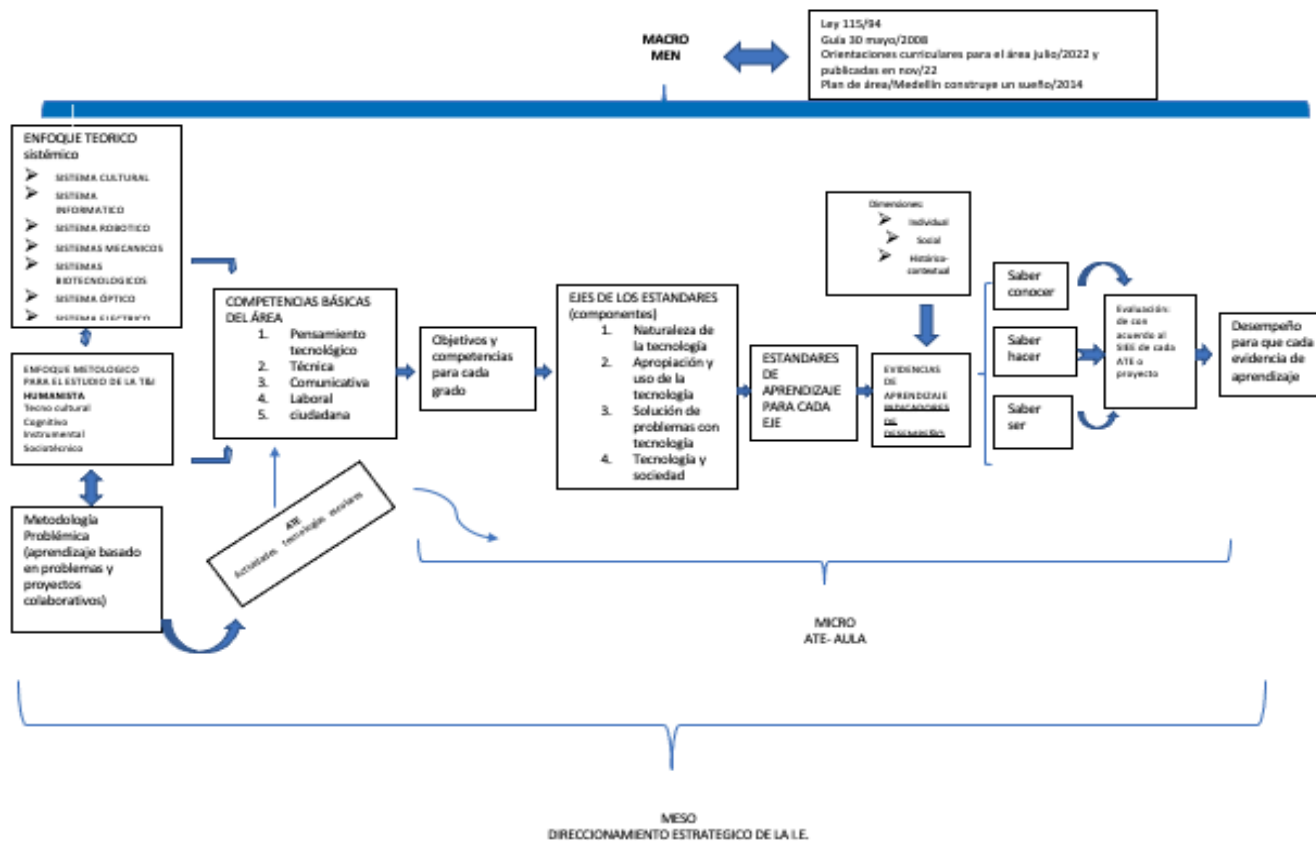 MACRO
MEN
Ley 115/94
Guía 30 mayo/2008
Orientaciones curriculares para el área julio/2022 y
publicadas en nov/22
Plan de área/Medellín construye un sueño/2014
ENFOQUE TEORICO
sistémico
SISTEMA CULTURAL
SISTEMA
INFORMATICO
SISTEMA ROBOTICO
SISTEMAS MECANICOS
SISTEMAS
BIOTECNOLOGICOS
SISTEMA ÓPTICO
SISTEMA ELECTRICO
ENFOQUE METOLOGICO
PARA EL ESTUDIO DE LA T&I
HUMANISTA
Tecno cultural
Cognitivo
Instrumental
Sociotécnico
Metodología
Problémica
(aprendizaje basado
en problemas y
proyectos
colaborativos)
COMPETENCIAS BÁSICAS
DEL ÁREA
1. Pensamiento
tecnológico
2. Técnica
3. Comunicativa
4. Laboral
5. ciudadana
ATE
Actividades tecnologías escolares
Objetivos y
competencias
para cada
grado
EJES DE LOS ESTANDARES
(componentes)
1. Naturaleza de
la tecnología
2. Apropiación y
uso de la
tecnología
3. Solución de
problemas con
tecnología
4. Tecnología y
sociedad
ESTANDARES
DE
APRENDIZAJE
PARA CADA
EJE
Dimensiones:
Individual
Social
Histórica-
contextual
EVIDENCIAS
DE
APRENDIZAJE
INDICADORES
DE
DESEMPEÑO
Saber
conocer
Saber
hacer
Saber
ser
Evaluación:
de con
acuerdo al
SIEE de cada
ATE o
proyecto
Desempeño
para que cada
evidencia de
aprendizaje
MICRO
ATE- AULA
MESO
DIRECCIONAMIENTO ESTRATEGICO DE LA I.E.